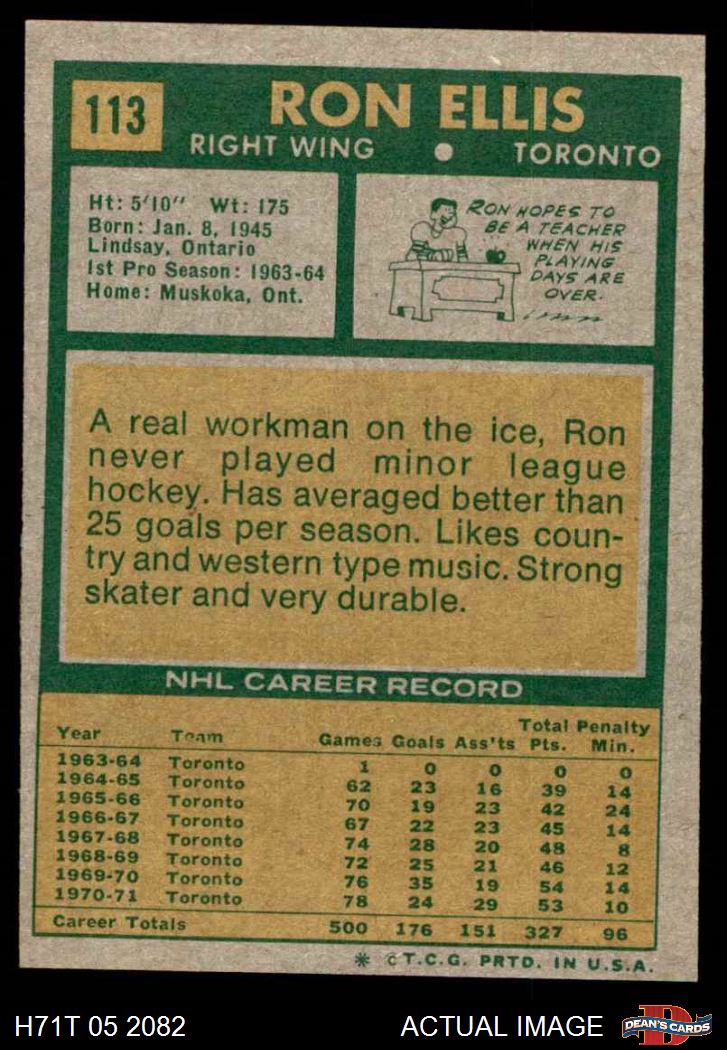 113
RON ELLIS
RIGHT WING ● TORONTO
Ht: 5'10" Wt: 175
Born: Jan. 8, 1945
Lindsay, Ontario
1st Pro Season: 1963-64
Home: Muskoka, Ont.
RON HOPES TO
BE A TEACHER
WHEN HIS
PLAYING
DAYS ARE
OVER.
A real workman on the ice, Ron
never played minor league
hockey. Has averaged better than
25 goals per season. Likes coun-
try and western type music. Strong
skater and very durable.
NHL CAREER RECORD
Year Team Games Goals Ass'ts Total Pts. Penalty Min.
1963-64 Toronto 1 0 0 0 0
1964-65 Toronto 62 23 16 39 14
1965-66 Toronto 70 19 23 42 24
1966-67 Toronto 67 22 23 45 14
1967-68 Toronto 74 28 20 48 8
1968-69 Toronto 72 25 21 46 12
1969-70 Toronto 76 35 19 54 14
1970-71 Toronto 78 24 29 53 10
Career Totals 500 176 151 327 96
* © T.C.G. PRTD. IN U.S.A.
H71T 05 2082 ACTUAL IMAGE D DEAN'S CARDS